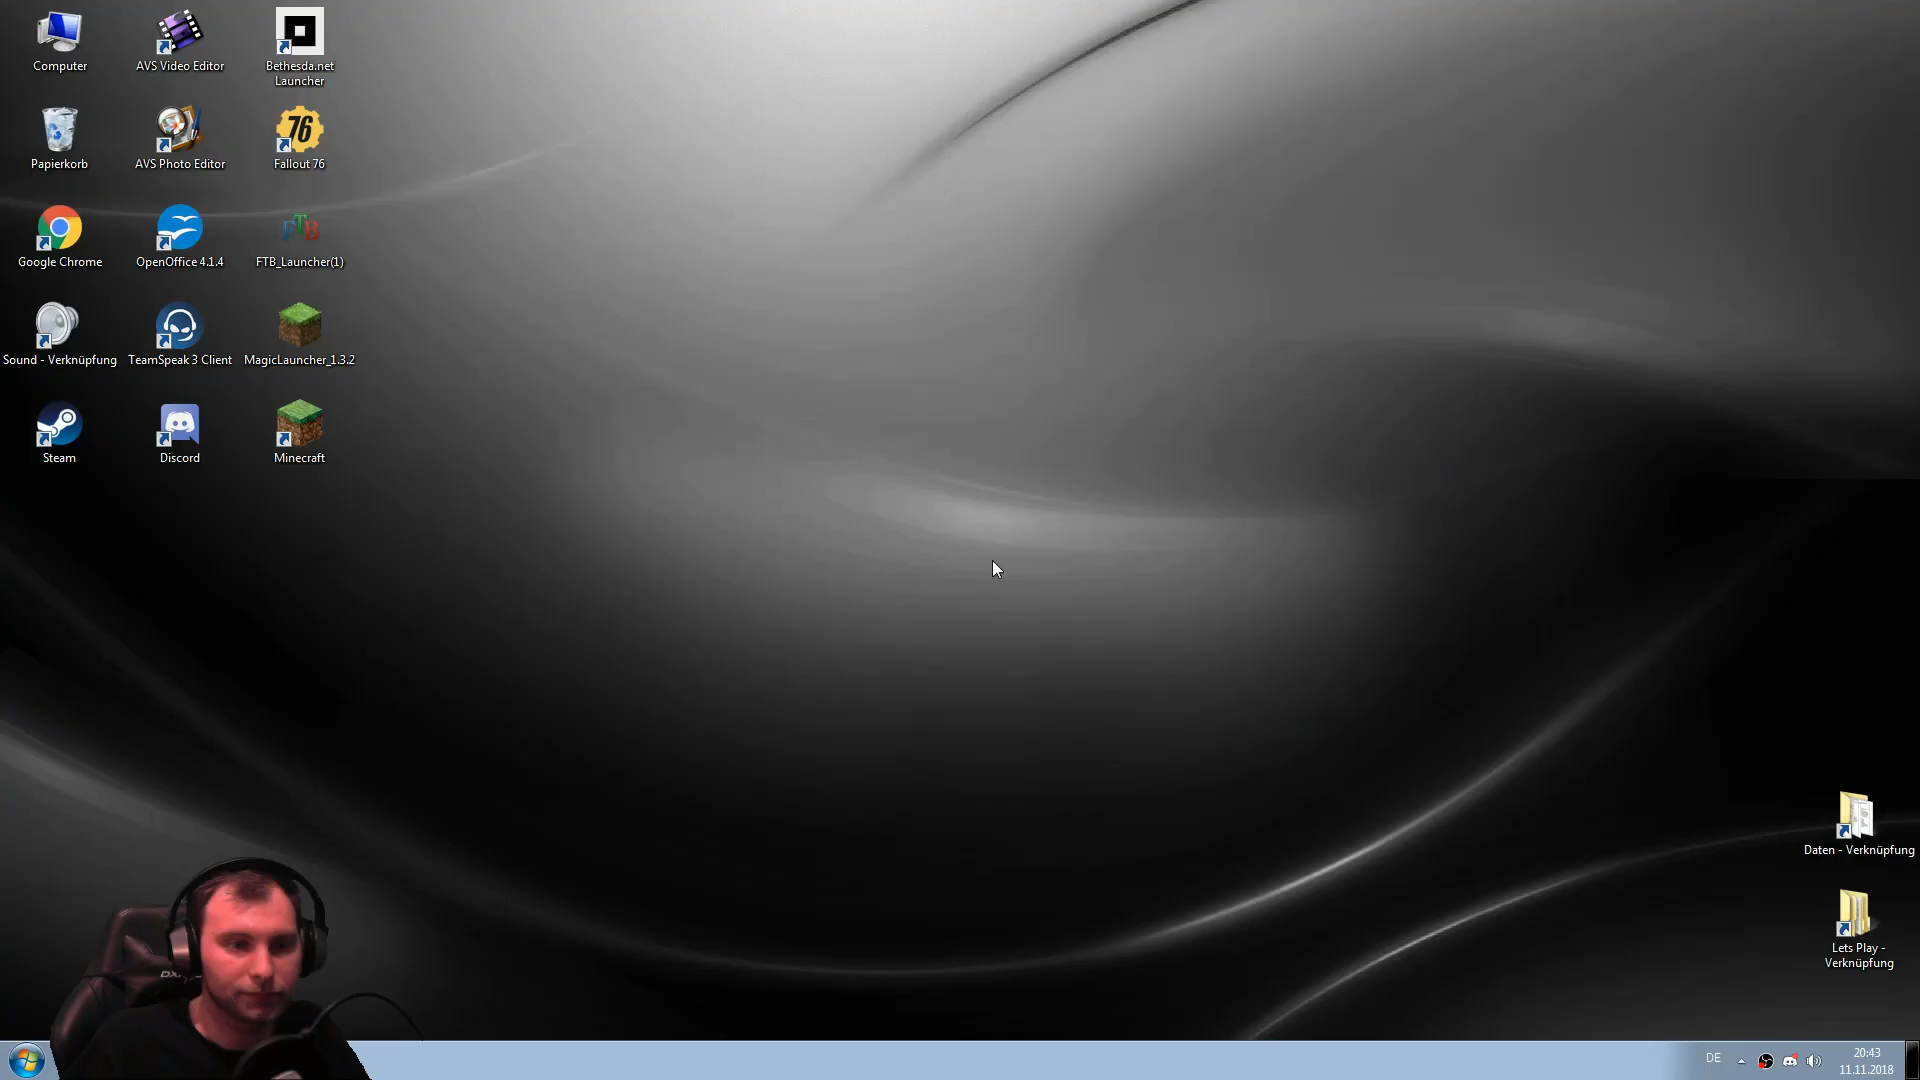 Computer
AVS Video Editor
Bethesda.net
Launcher
Papierkorb
AVS Photo Editor
76
Fallout 76
Google Chrome
OpenOffice 4.1.4
FTB
FTB_Launcher(1)
Sound - Verknüpfung
TeamSpeak 3 Client
MagicLauncher_1.3.2
Steam
Discord
Minecraft
Daten - Verknüpfung
Lets Play -
Verknüpfung
DE
20:43
11.11.2018